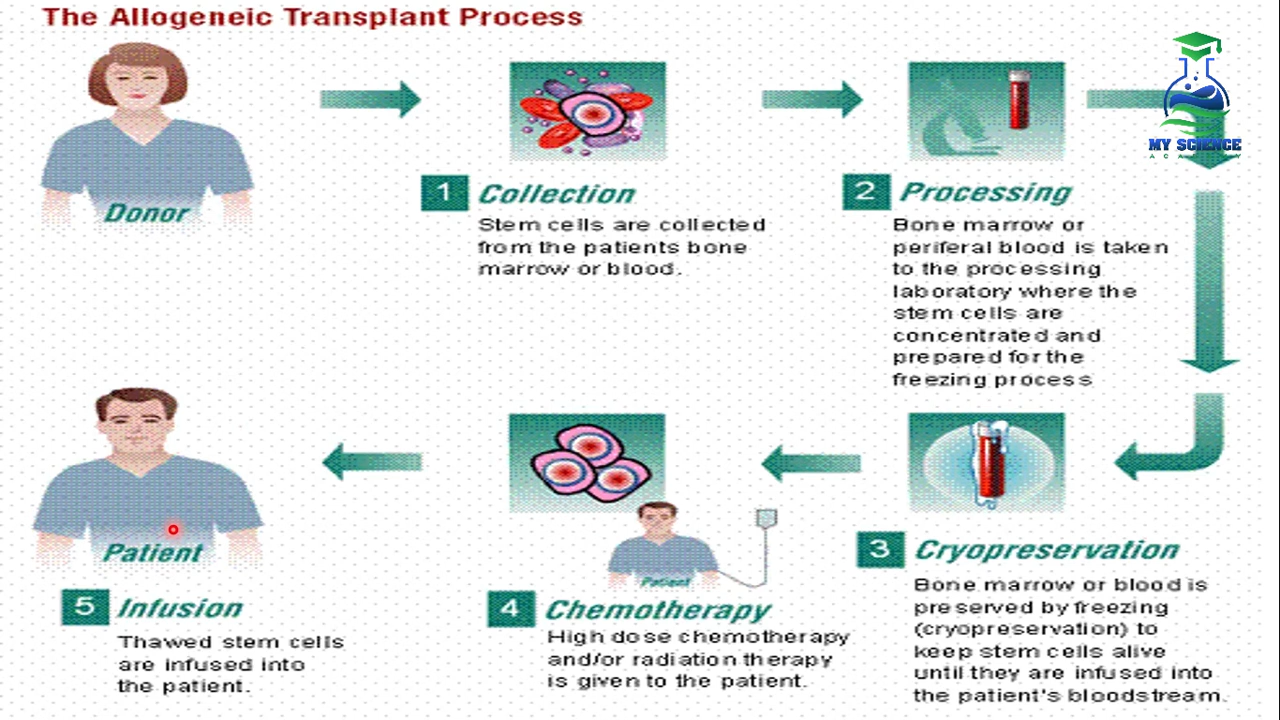 The Allogeneic Transplant Process
MY SCIENCE
ACADEMY
Donor
1 Collection
Stem cells are collected
from the patients bone
marrow or blood.
2 Processing
Bone marrow or
periferal blood is taken
to the processing
laboratory where the
stem cells are
concentrated and
prepared for the
freezing process
3 Cryopreservation
Bone marrow or blood is
preserved by freezing
(cryopreservation) to
keep stem cells alive
until they are infused into
the patient's bloodstream.
Patient
4 Chemotherapy
High dose chemotherapy
and/or radiation therapy
is given to the patient.
Patient
5 Infusion
Thawed stem cells
are infused into
the patient.